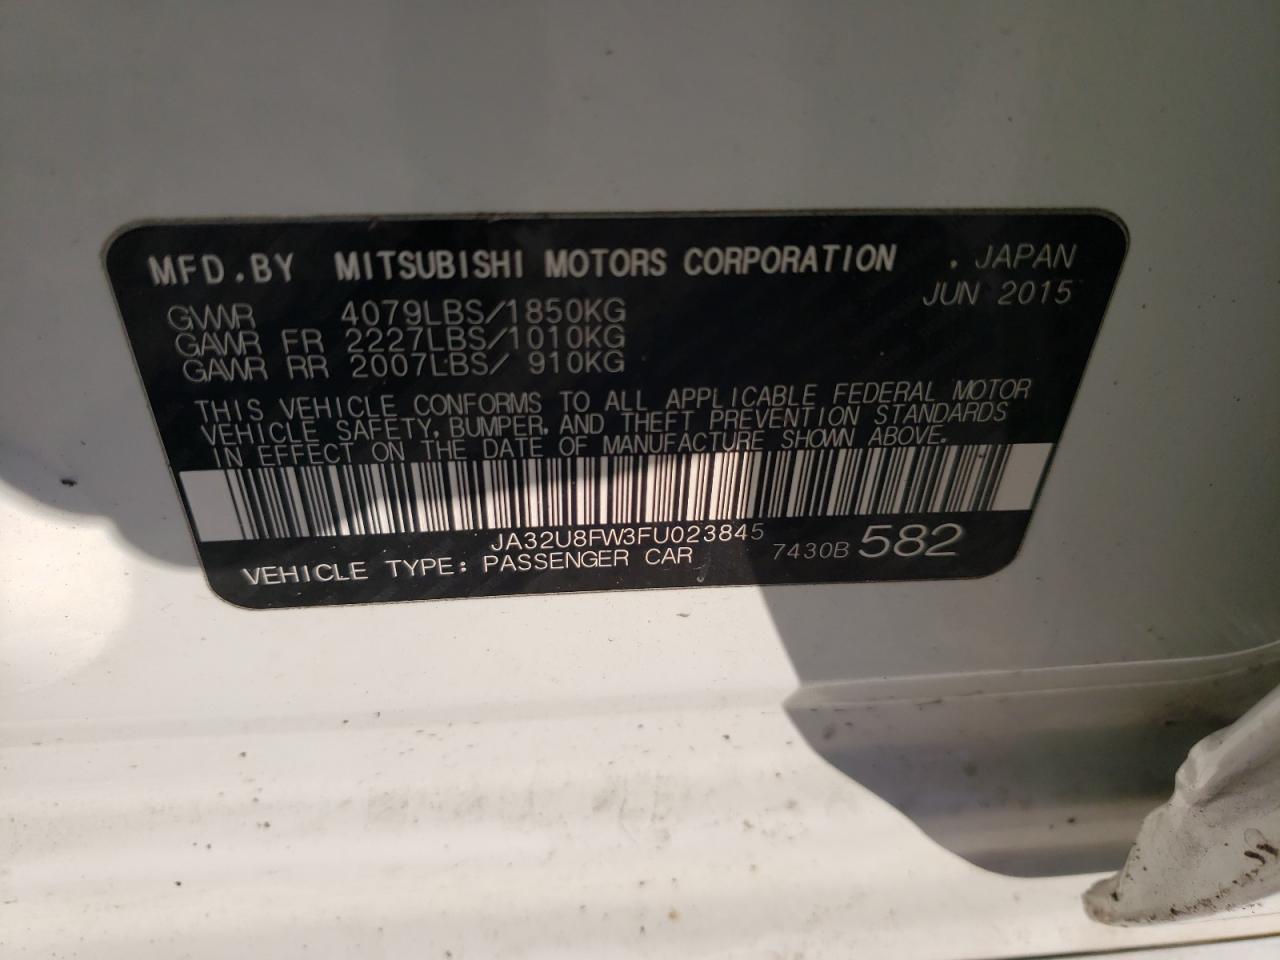 MFD.BY MITSUBISHI MOTORS CORPORATION . JAPAN
JUN 2015
GVWR 4079LBS/1850KG
GAWR FR 2227LBS/1010KG
GAWR RR 2007LBS/ 910KG
THIS VEHICLE CONFORMS TO ALL APPLICABLE FEDERAL MOTOR
VEHICLE SAFETY, BUMPER, AND THEFT PREVENTION STANDARDS
IN EFFECT ON THE DATE OF MANUFACTURE SHOWN ABOVE.
JA32U8FW3FU023845
7430B 582
VEHICLE TYPE: PASSENGER CAR